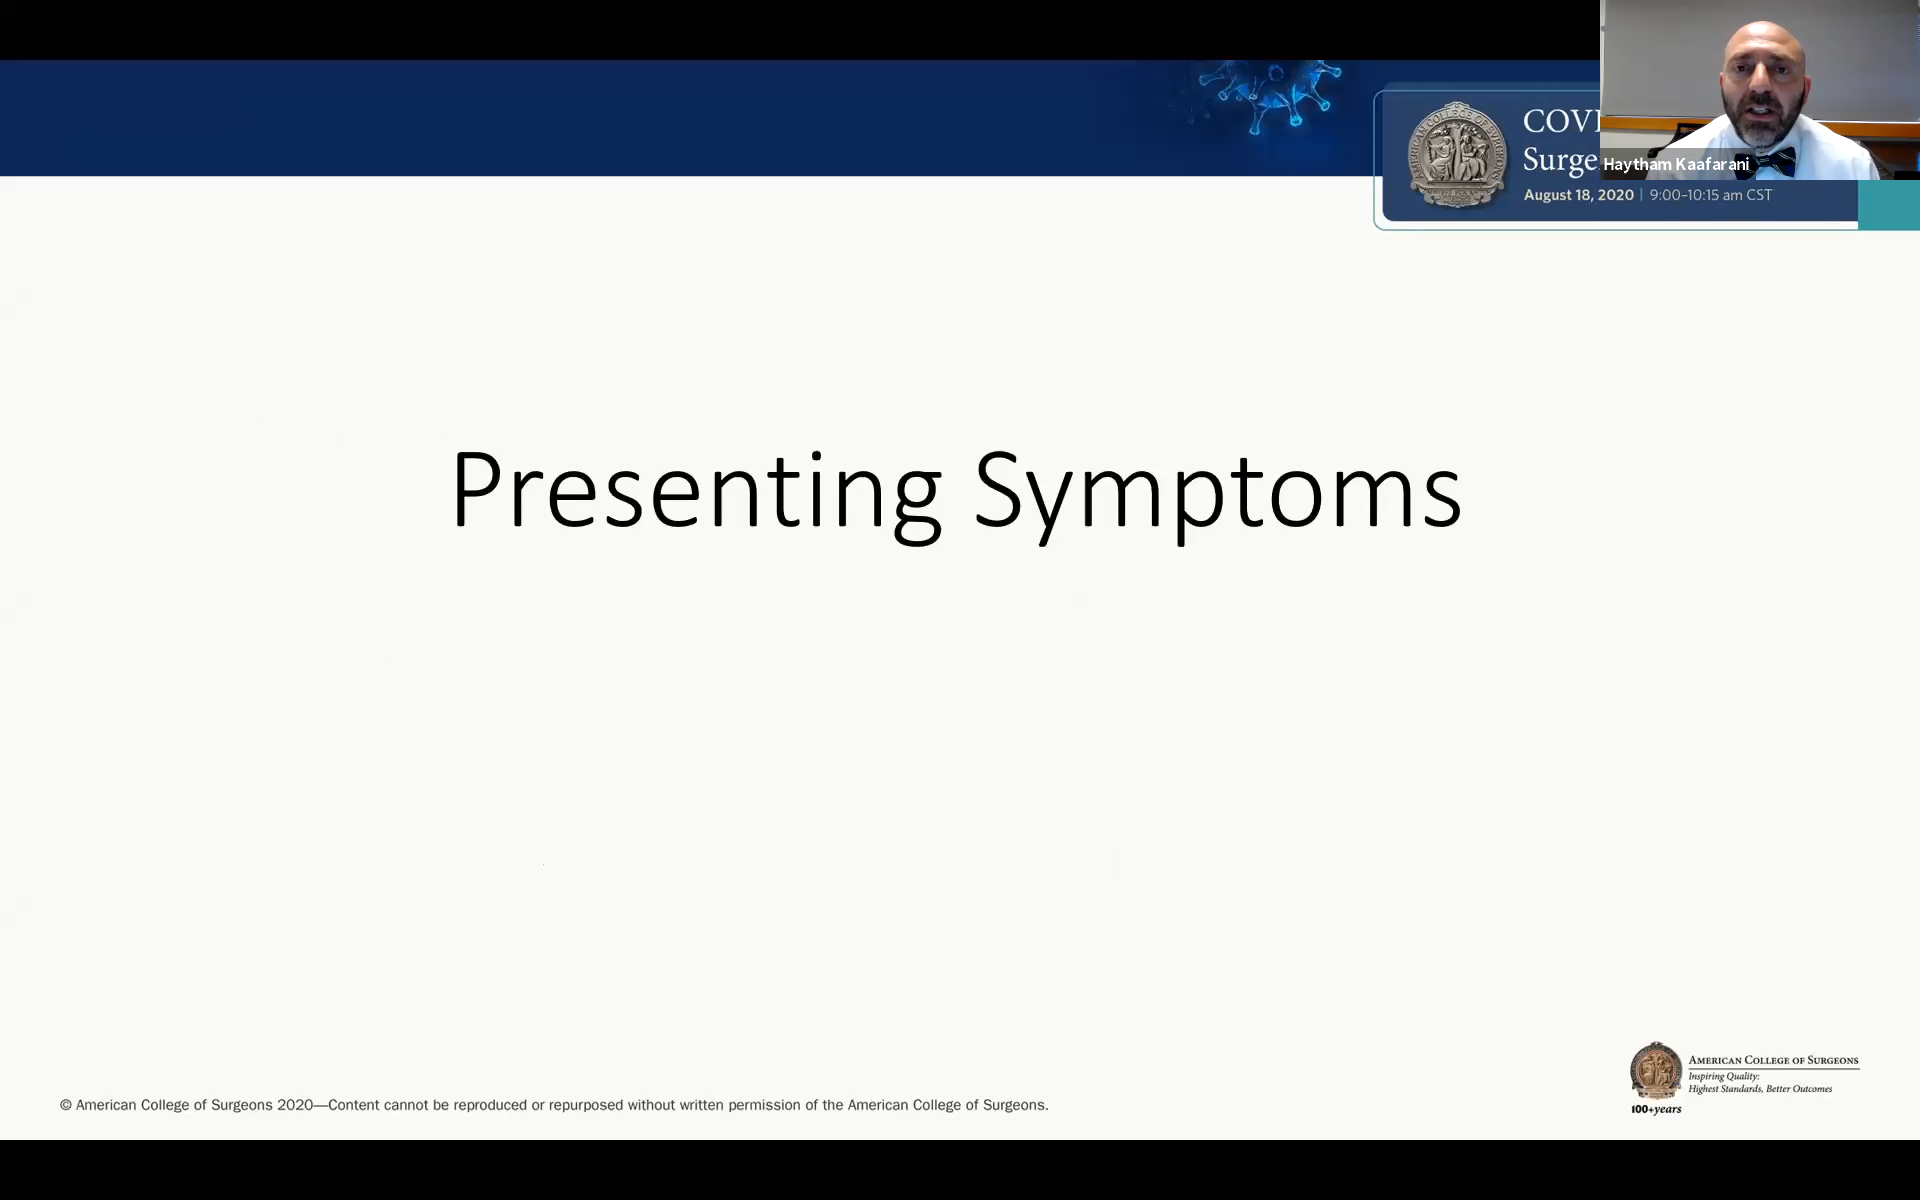 COVI
Surge
August 18, 2020 | 9:00–10:15 am CST
Haytham Kaafarani
Presenting Symptoms
AMERICAN COLLEGE OF SURGEONS
Inspiring Quality:
Highest Standards, Better Outcomes
100+years
© American College of Surgeons 2020—Content cannot be reproduced or repurposed without written permission of the American College of Surgeons.